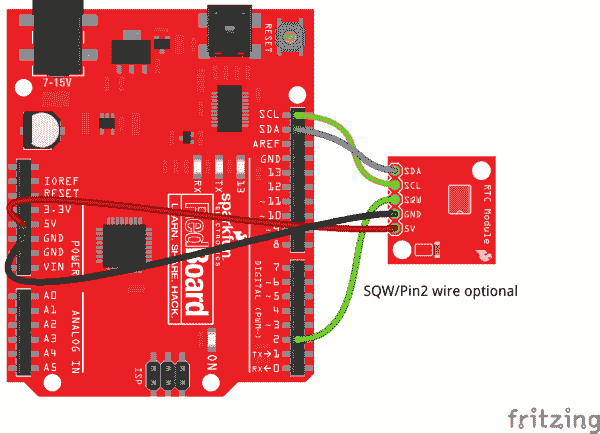 7-15V
RESET
SCL
SDA
AREF
GND
13
12
~ 11
~ 10
~ 9
8
7
~ 6
~ 5
4
~ 3
2
TX→ 1
RX← 0
IOREF
RESET
3.3V
5V
GND
GND
VIN
POWER
A0
A1
A2
A3
A4
A5
ANALOG IN
RX
TX
13
sparkfun
RedBoard
LEARN. SHARE. HACK.
DIGITAL (PWM~)
ISP
ON
SDA
SCL
SQW
GND
5V
RTC Module
SQW/Pin2 wire optional
fritzing